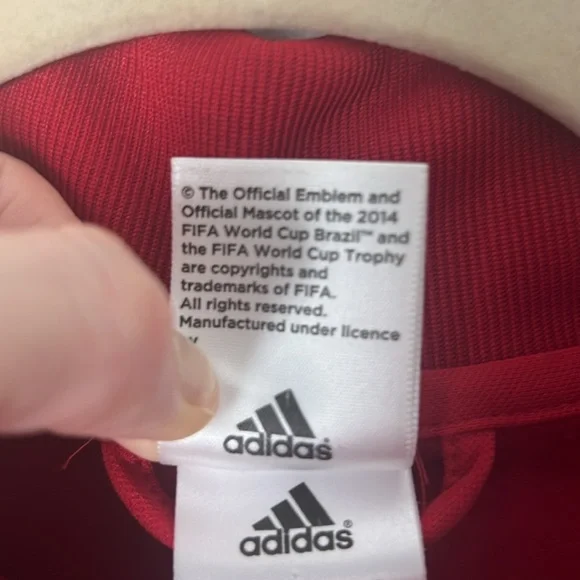 © The Official Emblem and
Official Mascot of the 2014
FIFA World Cup Brazil™ and
the FIFA World Cup Trophy
are copyrights and
trademarks of FIFA.
All rights reserved.
Manufactured under licence
adidas®
adidas®